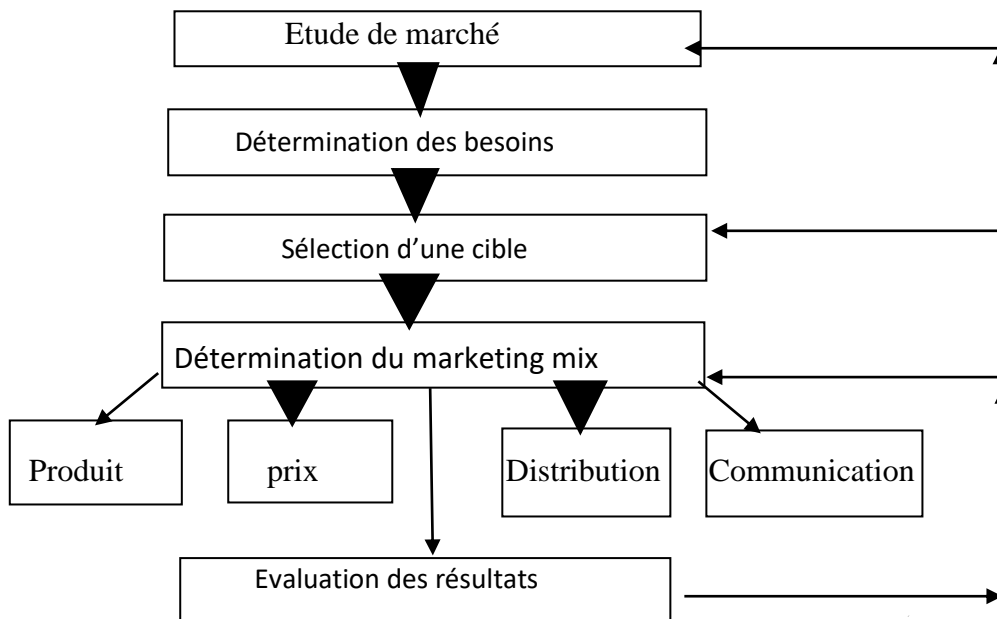 Etude de marché
Détermination des besoins
Sélection d’une cible
Détermination du marketing mix
Produit
prix
Distribution
Communication
Evaluation des résultats